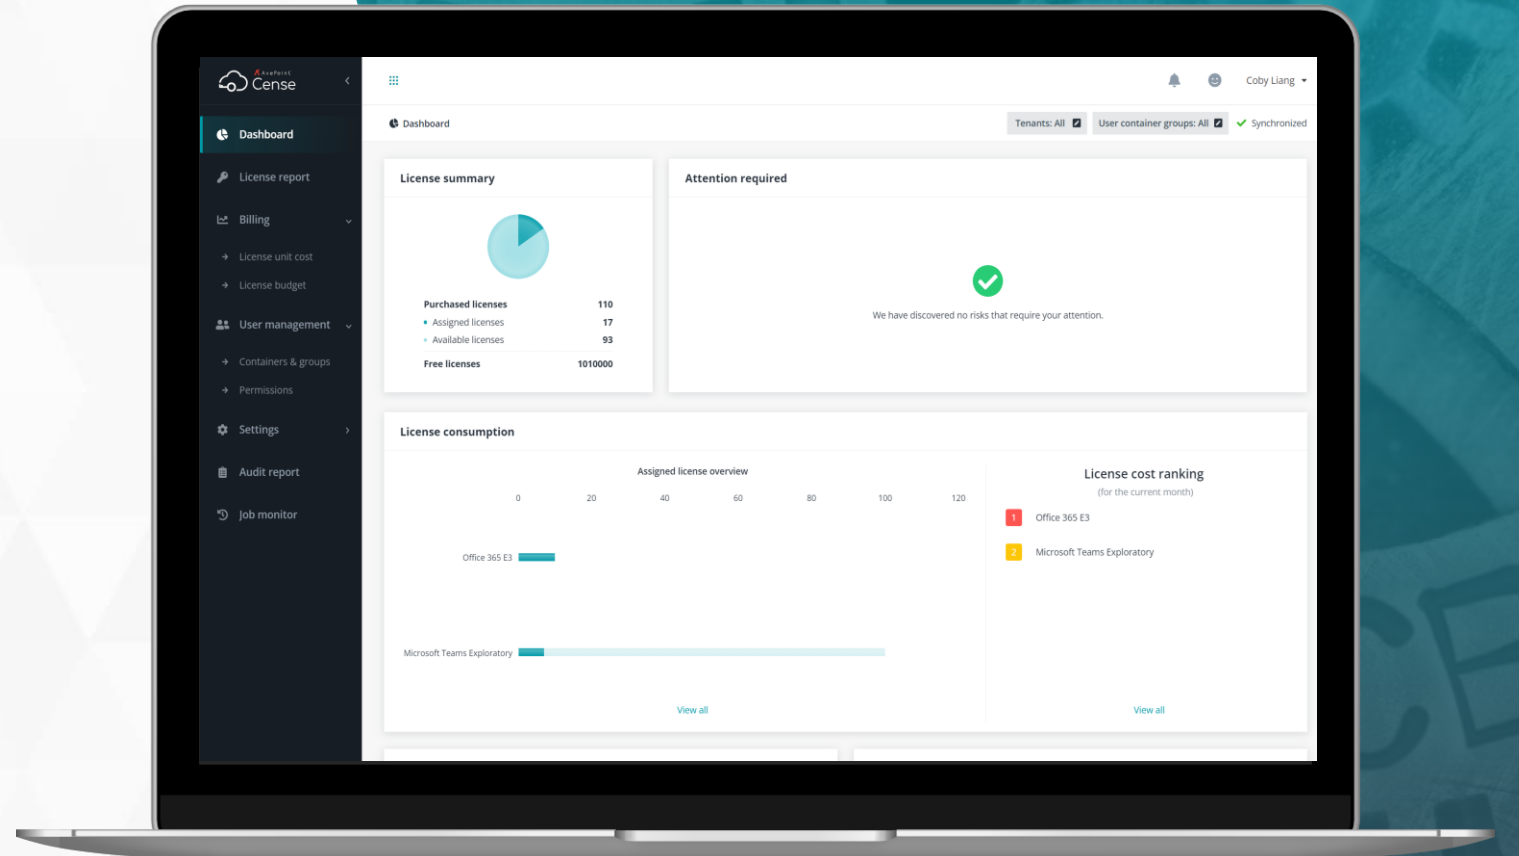 AvePoint
Cense
Coby Liang
Dashboard
License report
Billing
License unit cost
License budget
User management
Containers & groups
Permissions
Settings
Audit report
Job monitor
Dashboard
Tenants: All
User container groups: All
Synchronized
License summary
Purchased licenses 110
Assigned licenses 17
Available licenses 93
Free licenses 1010000
Attention required
We have discovered no risks that require your attention.
License consumption
Assigned license overview
0 20 40 60 80 100 120
Office 365 E3
Microsoft Teams Exploratory
View all
License cost ranking
(for the current month)
1 Office 365 E3
2 Microsoft Teams Exploratory
View all